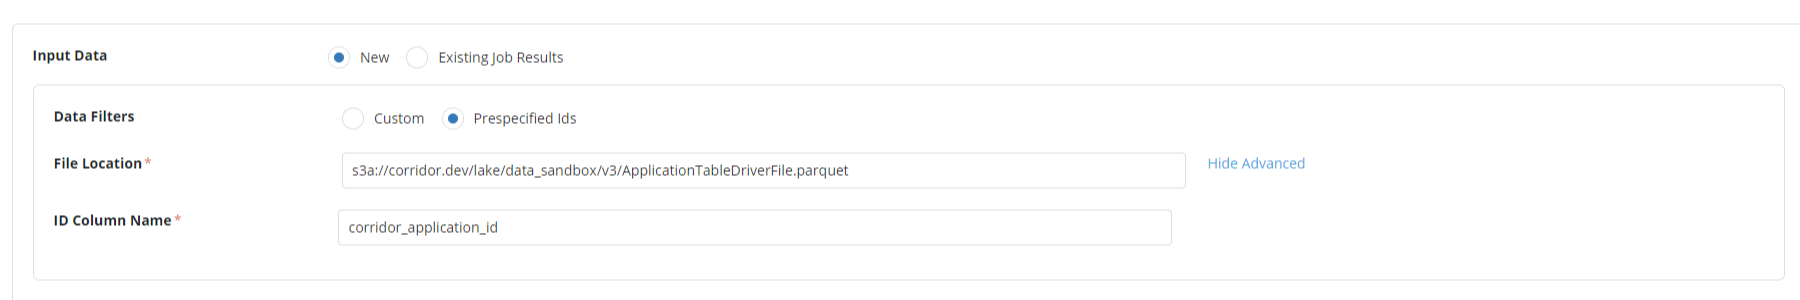 Input Data New Existing Job Results
Data Filters Custom Prespecified Ids
File Location* s3a://corridor.dev/lake/data_sandbox/v3/ApplicationTableDriverFile.parquet Hide Advanced
ID Column Name* corridor_application_id